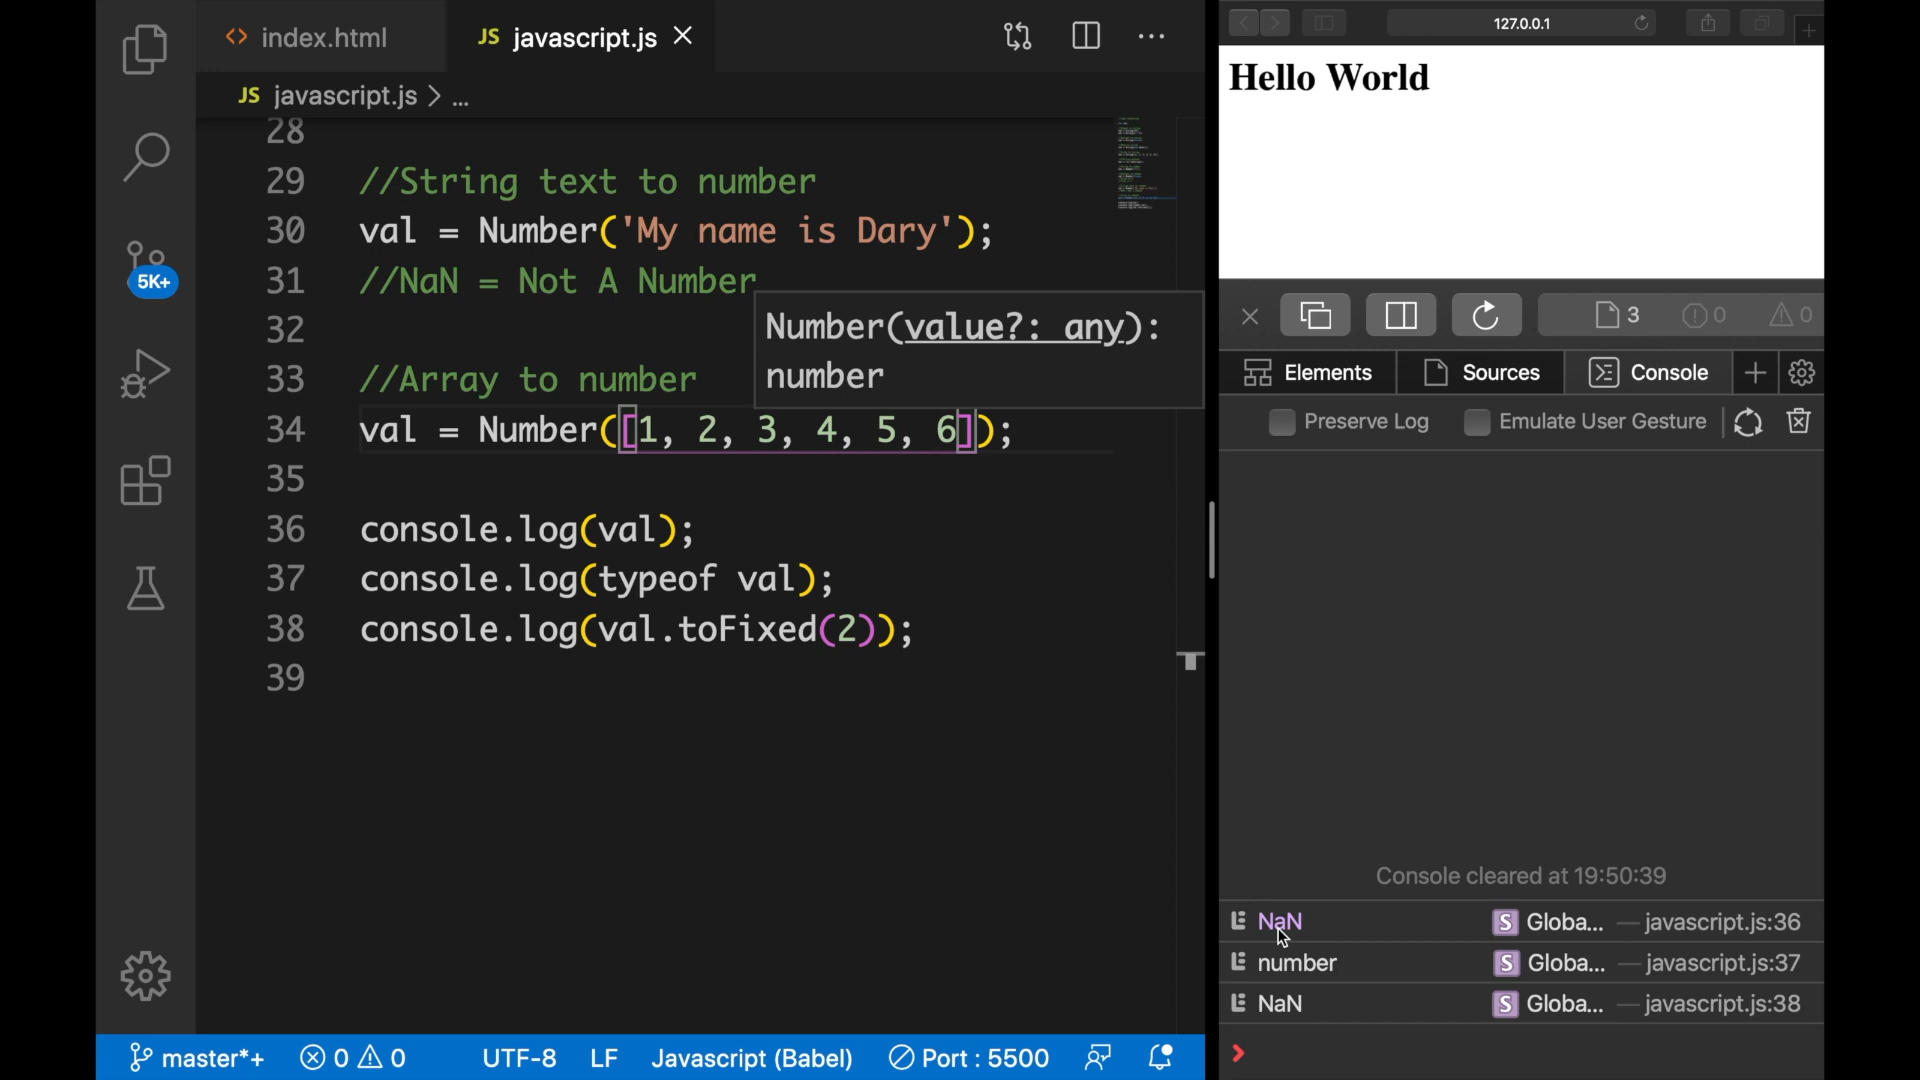 index.html
JS javascript.js
JS javascript.js > ...
28
29 //String text to number
30 val = Number('My name is Dary');
31 //NaN = Not A Number
32
33 //Array to number
34 val = Number([1, 2, 3, 4, 5, 6]);
35
36 console.log(val);
37 console.log(typeof val);
38 console.log(val.toFixed(2));
39
Number(value?: any):
number
5K+
master*+ 0 0 UTF-8 LF Javascript (Babel) Port : 5500
127.0.0.1
Hello World
3 0 0
Elements Sources Console
Preserve Log Emulate User Gesture
Console cleared at 19:50:39
NaN S Globa... — javascript.js:36
number S Globa... — javascript.js:37
NaN S Globa... — javascript.js:38